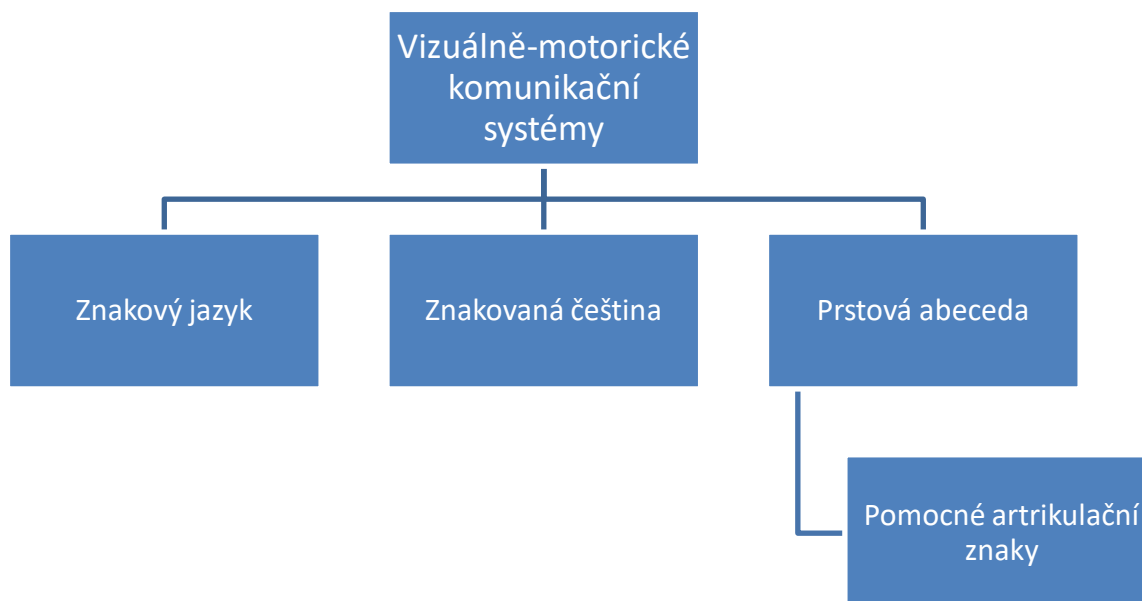 Vizuálně-motorické
komunikační
systémy
Znakový jazyk
Znakovaná čeština
Prstová abeceda
Pomocné artrikulační
znaky